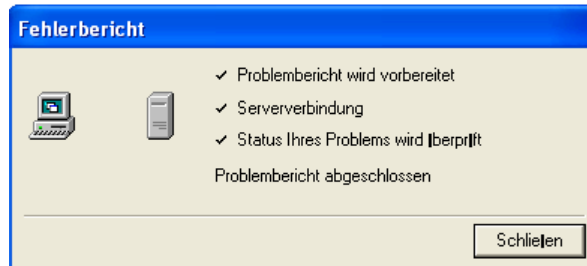 Fehlerbericht
Problembericht wird vorbereitet
Serververbindung
Status Ihres Problems wird |berpr|ft
Problembericht abgeschlossen
Schlie|en